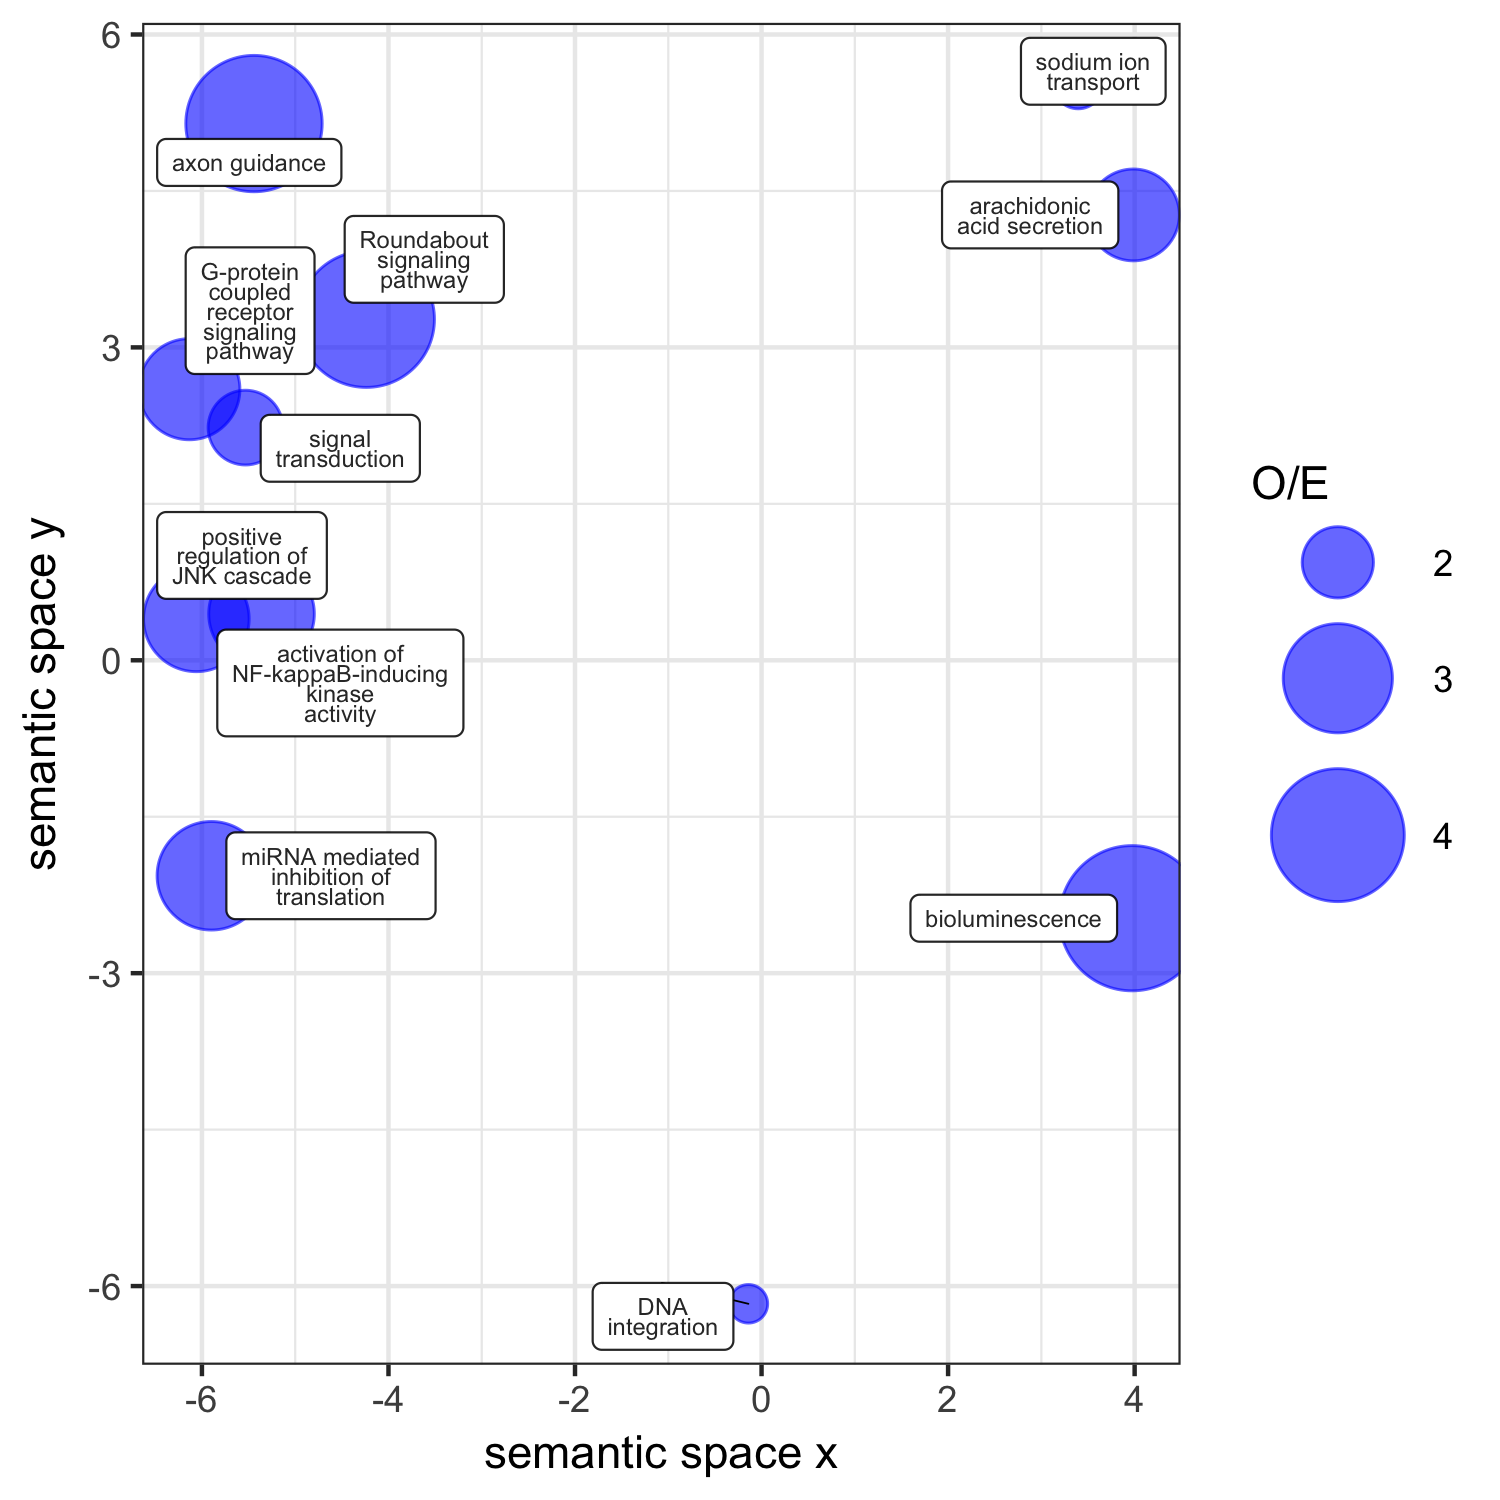 6
3
0
-3
-6
semantic space y
sodium ion
transport
axon guidance
arachidonic
acid secretion
Roundabout
signaling
pathway
G-protein
coupled
receptor
signaling
pathway
signal
transduction
positive
regulation of
JNK cascade
activation of
NF-kappaB-inducing
kinase
activity
miRNA mediated
inhibition of
translation
bioluminescence
DNA
integration
-6
-4
-2
0
2
4
semantic space x
O/E
2
3
4